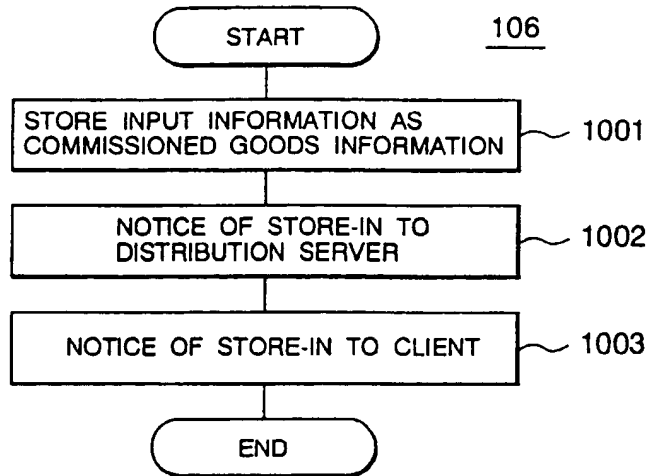 START
106
STORE INPUT INFORMATION AS
COMMISSIONED GOODS INFORMATION
1001
NOTICE OF STORE-IN TO
DISTRIBUTION SERVER
1002
NOTICE OF STORE-IN TO CLIENT
1003
END